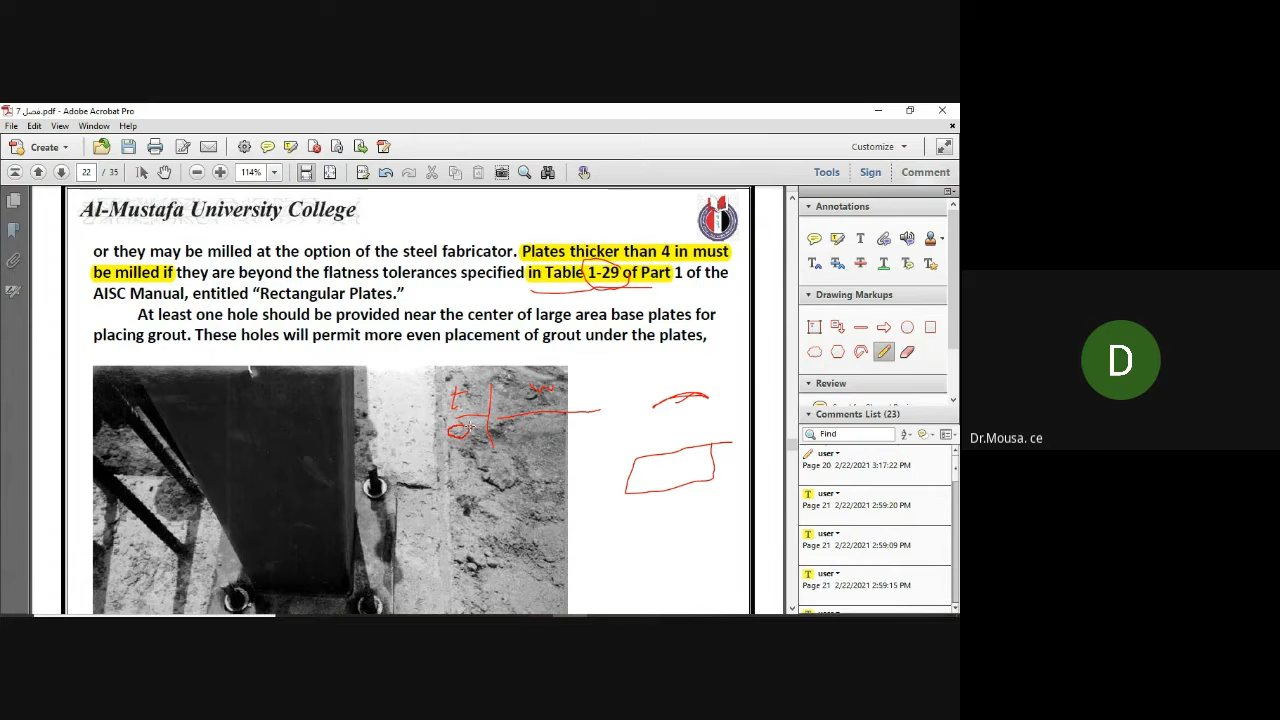 فصل 7.pdf - Adobe Acrobat Pro
File Edit View Window Help
Create
Customize
22 / 35
114%
Tools Sign Comment
Al-Mustafa University College
or they may be milled at the option of the steel fabricator. Plates thicker than 4 in must
be milled if they are beyond the flatness tolerances specified in Table 1-29 of Part 1 of the
AISC Manual, entitled “Rectangular Plates.”
At least one hole should be provided near the center of large area base plates for
placing grout. These holes will permit more even placement of grout under the plates,
t w
Annotations
Drawing Markups
Review
Comments List (23)
Find
user
Page 20 2/22/2021 3:17:22 PM
user
Page 21 2/22/2021 2:59:20 PM
user
Page 21 2/22/2021 2:59:09 PM
user
Page 21 2/22/2021 2:59:15 PM
user
D
Dr.Mousa. ce